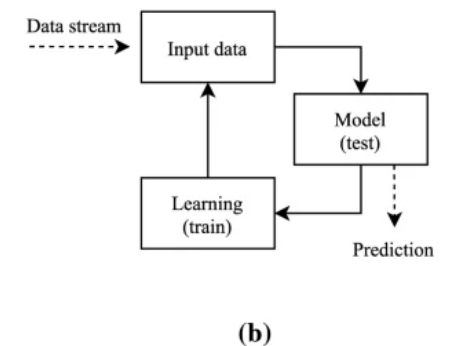 Data stream
Input data
Model
(test)
Learning
(train)
Prediction
(b)